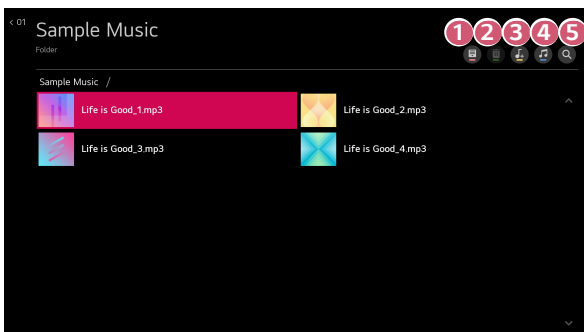 < 01
Sample Music
Folder
1 2 3 4 5
Sample Music /
Life is Good_1.mp3
Life is Good_2.mp3
Life is Good_3.mp3
Life is Good_4.mp3